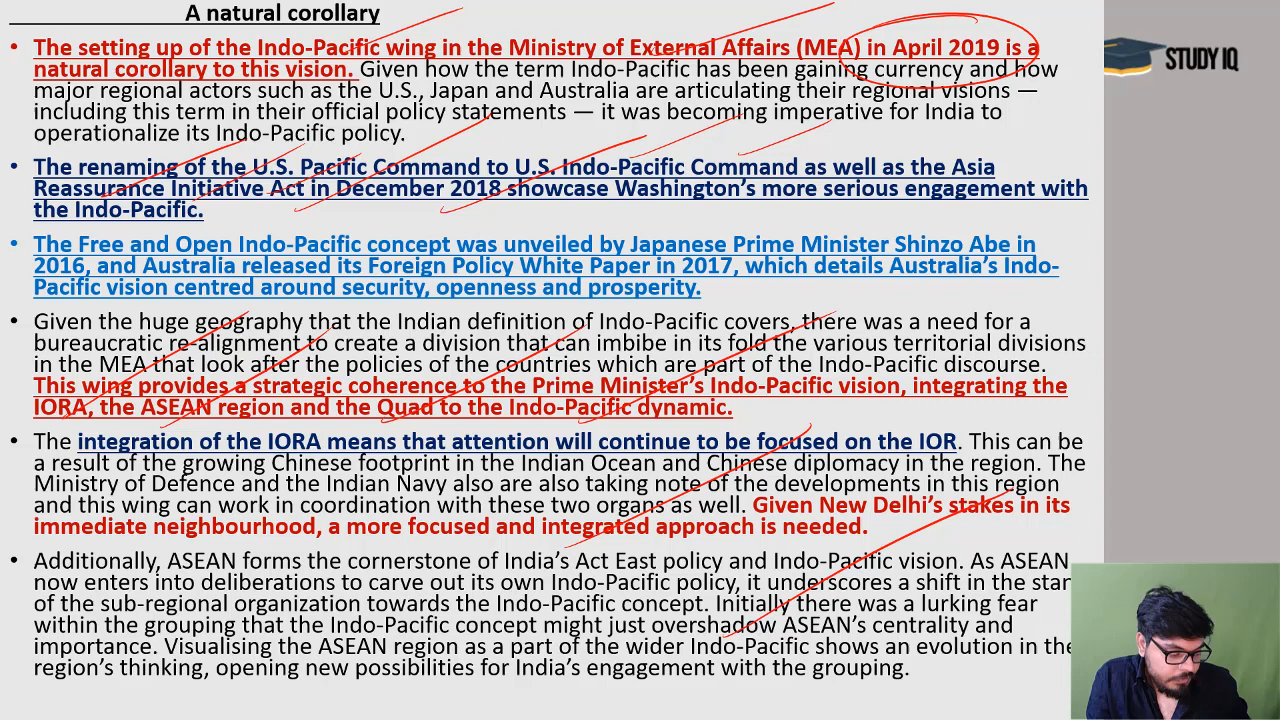 A natural corollary
• The setting up of the Indo-Pacific wing in the Ministry of External Affairs (MEA) in April 2019 is a
natural corollary to this vision. Given how the term Indo-Pacific has been gaining currency and how
major regional actors such as the U.S., Japan and Australia are articulating their regional visions —
including this term in their official policy statements — it was becoming imperative for India to
operationalize its Indo-Pacific policy.
• The renaming of the U.S. Pacific Command to U.S. Indo-Pacific Command as well as the Asia
Reassurance Initiative Act in December 2018 showcase Washington's more serious engagement with
the Indo-Pacific.
• The Free and Open Indo-Pacific concept was unveiled by Japanese Prime Minister Shinzo Abe in
2016, and Australia released its Foreign Policy White Paper in 2017, which details Australia's Indo-
Pacific vision centred around security, openness and prosperity.
• Given the huge geography that the Indian definition of Indo-Pacific covers, there was a need for a
bureaucratic re-alignment to create a division that can imbibe in its fold the various territorial divisions
in the MEA that look after the policies of the countries which are part of the Indo-Pacific discourse.
This wing provides a strategic coherence to the Prime Minister's Indo-Pacific vision, integrating the
IORA, the ASEAN region and the Quad to the Indo-Pacific dynamic.
• The integration of the IORA means that attention will continue to be focused on the IOR. This can be
a result of the growing Chinese footprint in the Indian Ocean and Chinese diplomacy in the region. The
Ministry of Defence and the Indian Navy also are also taking note of the developments in this region
and this wing can work in coordination with these two organs as well. Given New Delhi's stakes in its
immediate neighbourhood, a more focused and integrated approach is needed.
• Additionally, ASEAN forms the cornerstone of India's Act East policy and Indo-Pacific vision. As ASEAN
now enters into deliberations to carve out its own Indo-Pacific policy, it underscores a shift in the
of the sub-regional organization towards the Indo-Pacific concept. Initially there was a lurking fear
within the grouping that the Indo-Pacific concept might just overshadow ASEAN's centrality and
importance. Visualising the ASEAN region as a part of the wider Indo-Pacific shows an evolution in the
region's thinking, opening new possibilities for India's engagement with the grouping.
STUDY IQ